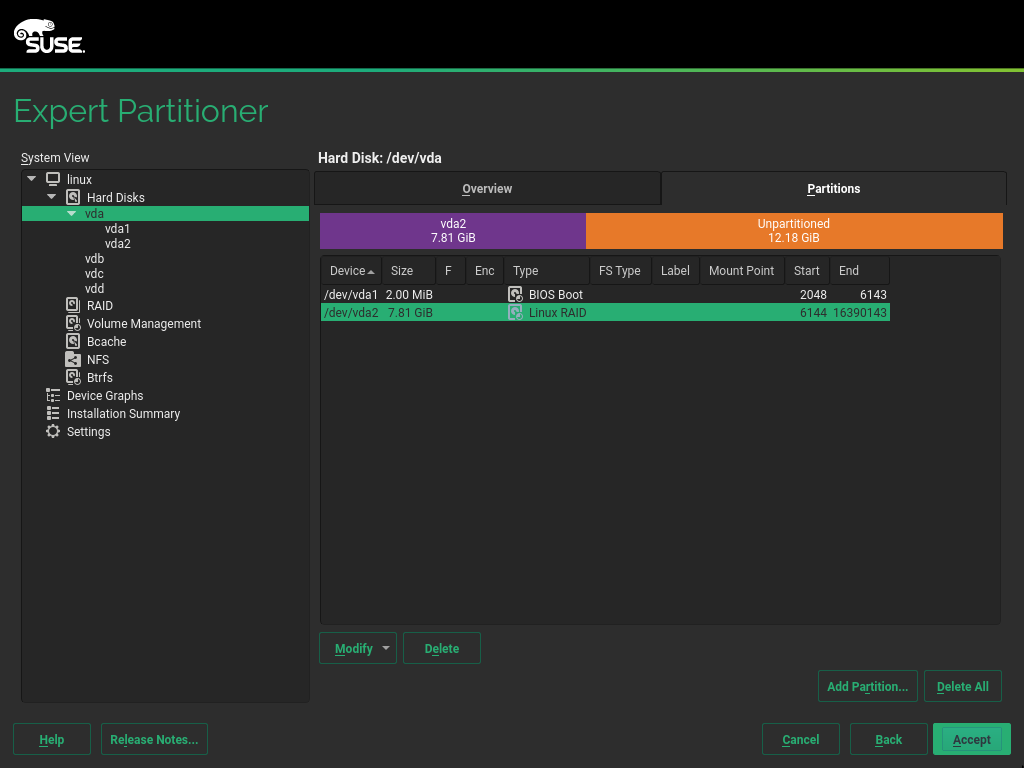 SUSE.
Expert Partitioner
System View
linux
Hard Disks
vda
vda1
vda2
vdb
vdc
vdd
RAID
Volume Management
Bcache
NFS
Btrfs
Device Graphs
Installation Summary
Settings
Hard Disk: /dev/vda
Overview Partitions
vda2 Unpartitioned
7.81 GiB 12.18 GiB
Device Size F Enc Type FS Type Label Mount Point Start End
/dev/vda1 2.00 MiB BIOS Boot 2048 6143
/dev/vda2 7.81 GiB Linux RAID 6144 16390143
Modify Delete
Add Partition... Delete All
Help Release Notes... Cancel Back Accept